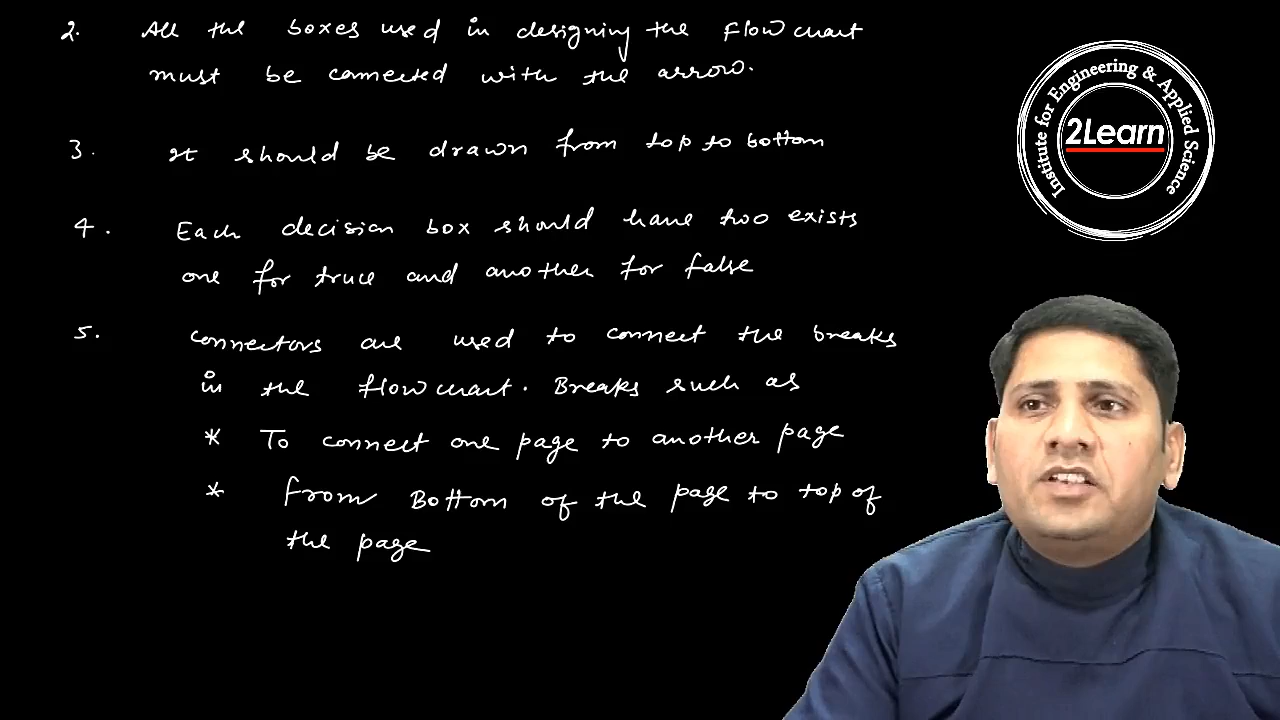 2. All the boxes used in designing the flowchart
must be connected with the arrow.
3. It should be drawn from top to bottom
4. Each decision box should have two exists
one for true and another for false
5. connectors are used to connect the breaks
in the flowchart. Breaks such as
* To connect one page to another page
* from Bottom of the page to top of
the page
Institute for Engineering & Applied Science
2Learn